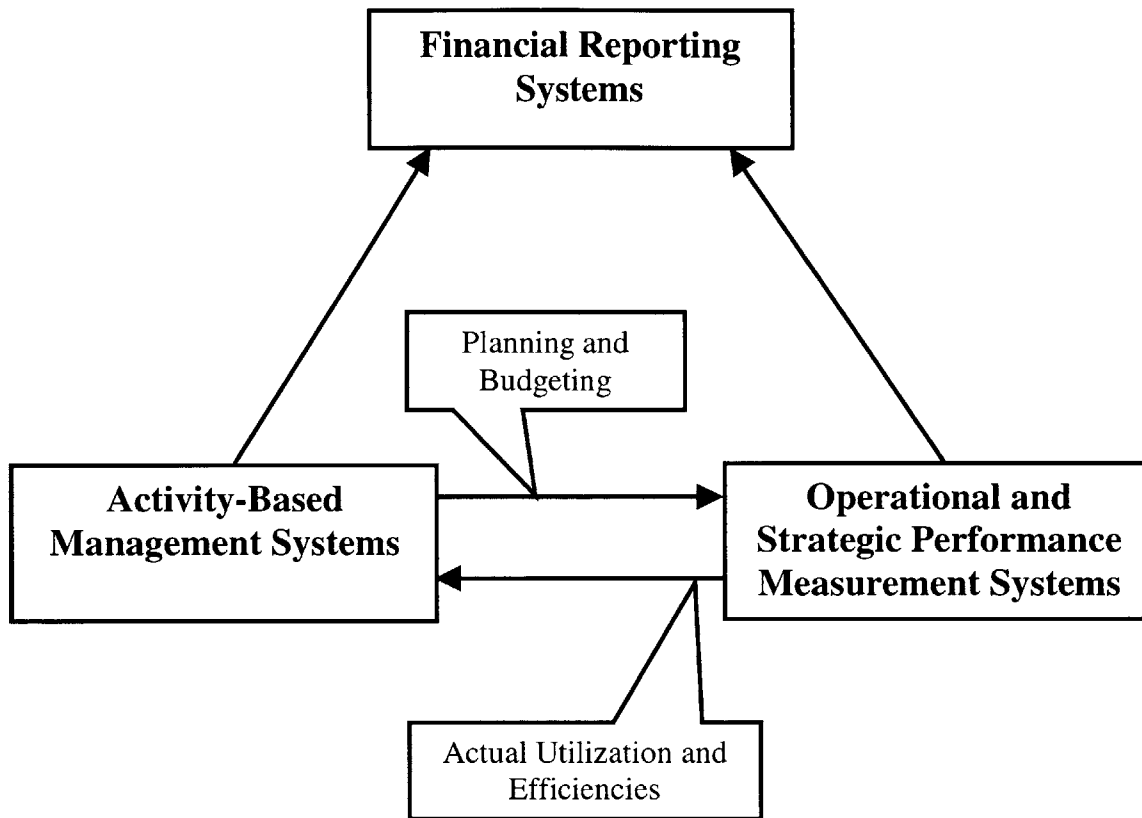 Financial Reporting
Systems
Planning and
Budgeting
Activity-Based
Management Systems
Operational and
Strategic Performance
Measurement Systems
Actual Utilization and
Efficiencies